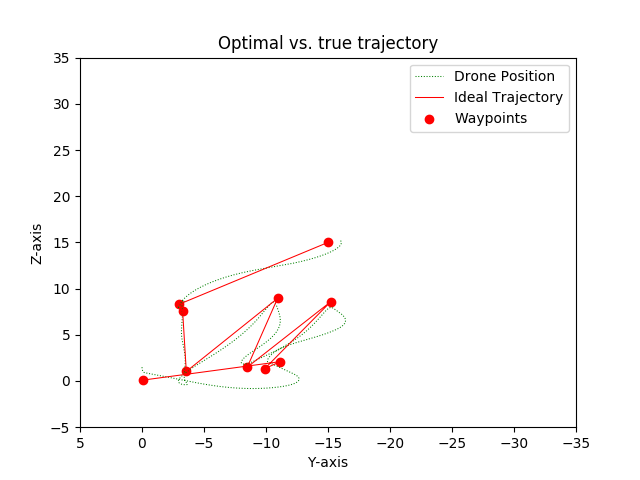 Optimal vs. true trajectory
Drone Position
Ideal Trajectory
Waypoints
Z-axis
35
30
25
20
15
10
5
0
−5
5 0 −5 −10 −15 −20 −25 −30 −35
Y-axis